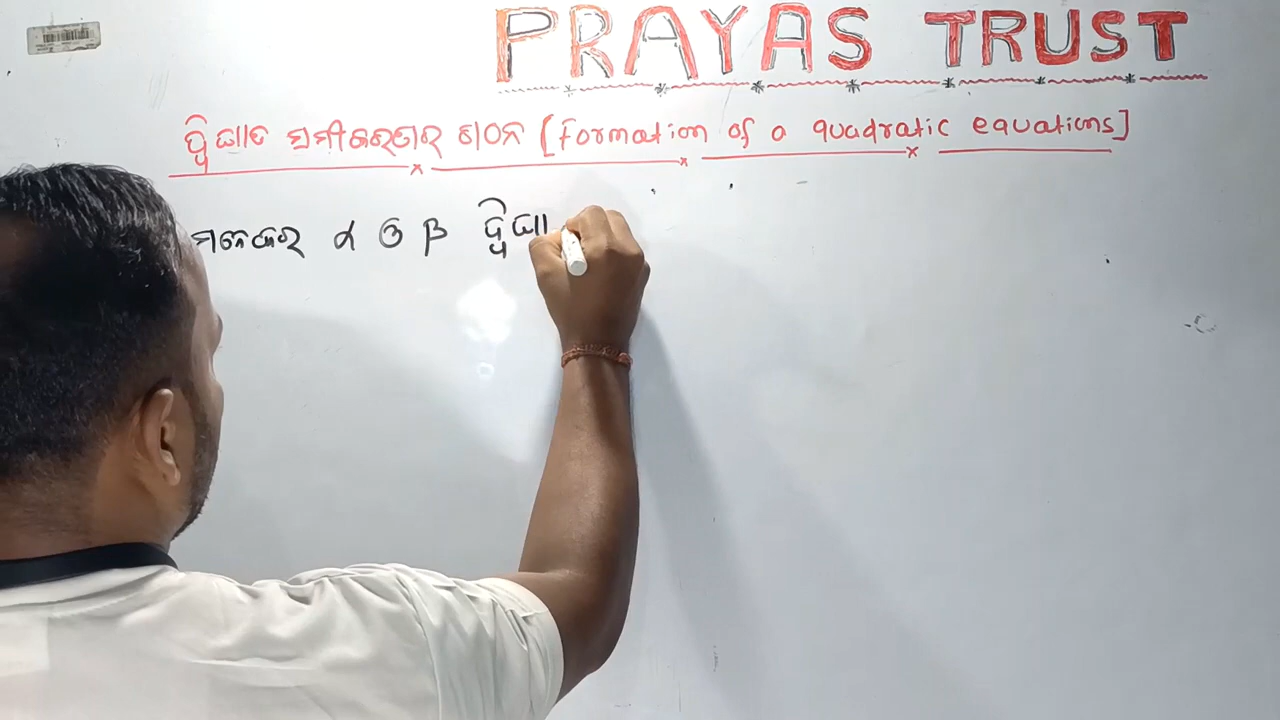 PRAYAS TRUST
ଦ୍ୱିଘାତ ସମୀକରଣର ଗଠନ [formation of a quadratic equations]
ମନେକର α ଓ β ଦ୍ୱିଘା